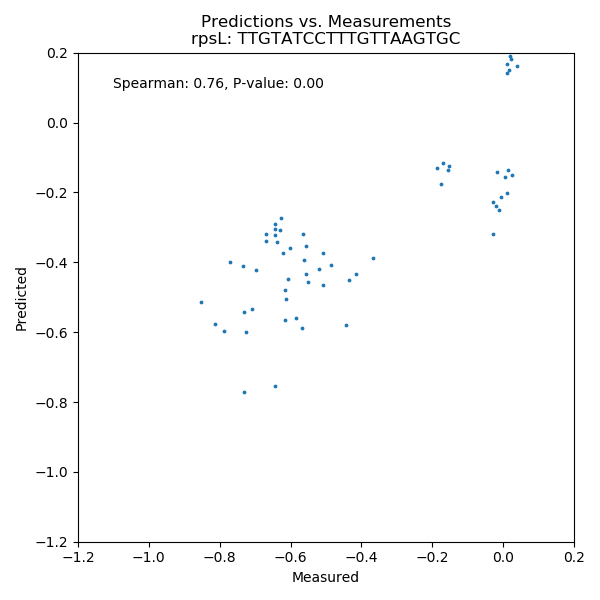 Predictions vs. Measurements
rpsL: TTGTATCCTTTGTTAAGTGC
Spearman: 0.76, P-value: 0.00
0.2
0.0
−0.2
−0.4
−0.6
−0.8
−1.0
−1.2
Predicted
−1.2 −1.0 −0.8 −0.6 −0.4 −0.2 0.0 0.2
Measured